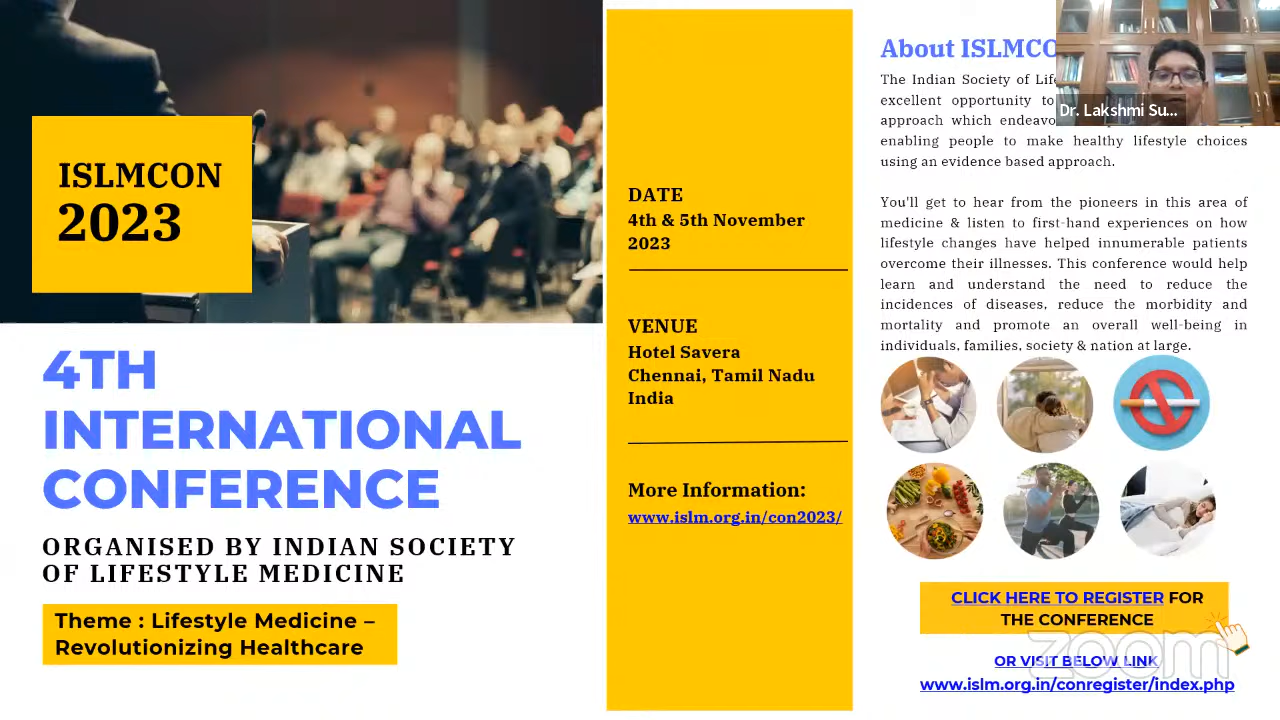 ISLMCON
2023
4TH
INTERNATIONAL
CONFERENCE
ORGANISED BY INDIAN SOCIETY
OF LIFESTYLE MEDICINE
Theme : Lifestyle Medicine –
Revolutionizing Healthcare
DATE
4th & 5th November
2023
VENUE
Hotel Savera
Chennai, Tamil Nadu
India
More Information:
www.islm.org.in/con2023/
About
The Indian Society of
excellent opportunity to
approach which
enabling people to make healthy lifestyle choices
using an evidence based approach.
You'll get to hear from the pioneers in this area of
medicine & listen to first-hand experiences on how
lifestyle changes have helped innumerable patients
overcome their illnesses. This conference would help
learn and understand the need to reduce the
incidences of diseases, reduce the morbidity and
mortality and promote an overall well-being in
individuals, families, society & nation at large.
Dr. Lakshmi Su...
CLICK HERE TO REGISTER FOR
THE CONFERENCE
zoom
OR VISIT BELOW LINK
www.islm.org.in/conregister/index.php